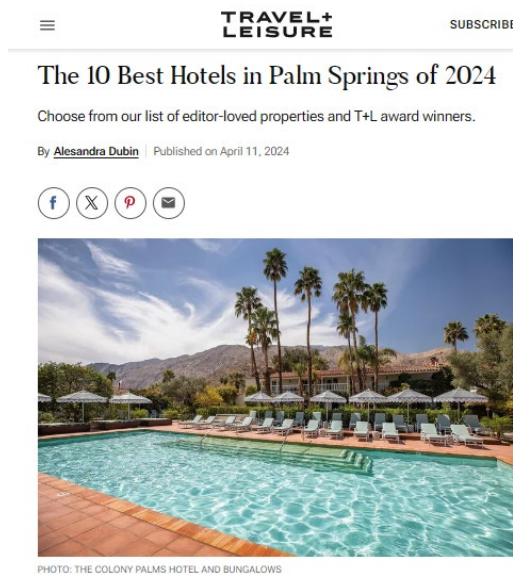 TRAVEL+
LEISURE
SUBSCRIBE
The 10 Best Hotels in Palm Springs of 2024
Choose from our list of editor-loved properties and T+L award winners.
By Alesandra Dubin | Published on April 11, 2024
PHOTO: THE COLONY PALMS HOTEL AND BUNGALOWS